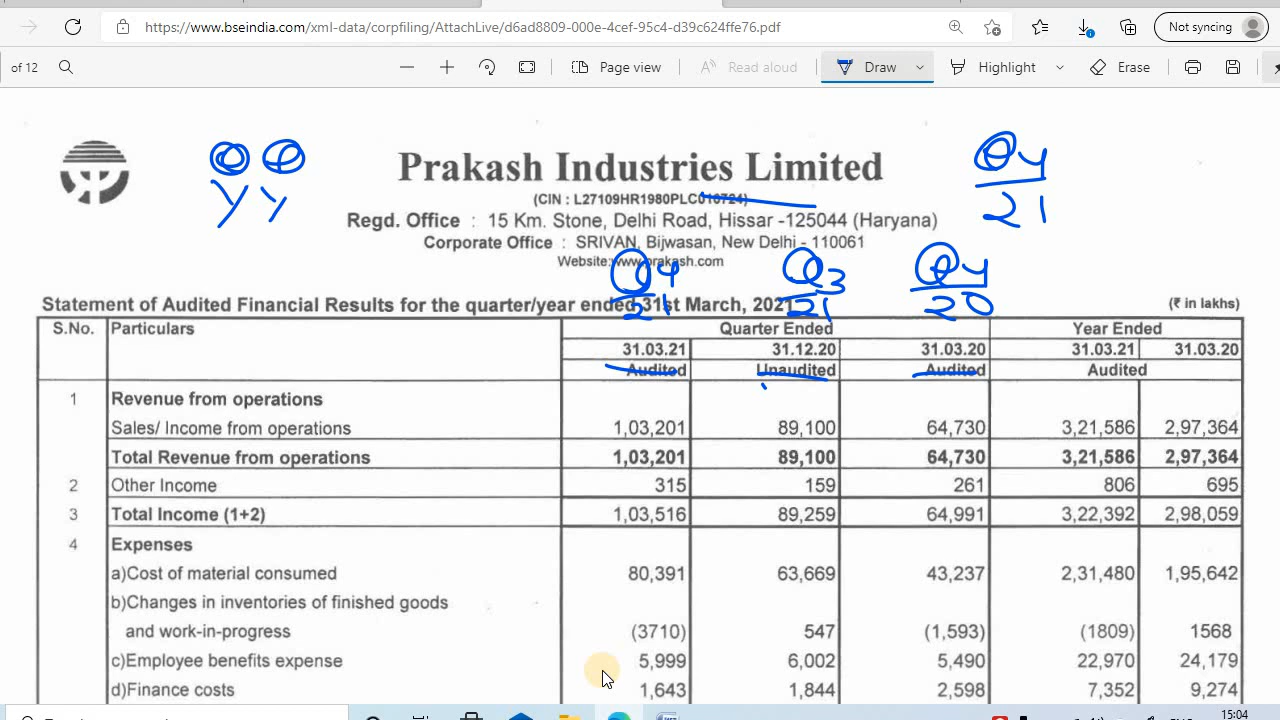 https://www.bseindia.com/xml-data/corpfiling/AttachLive/d6ad8809-000e-4cef-95c4-d39c624ffe76.pdf Not syncing
of 12 Page view Read aloud Draw Highlight Erase
Q Q Q4
Y Y 21
Prakash Industries Limited
(CIN : L27109HR1980PLC010724)
Regd. Office : 15 Km. Stone, Delhi Road, Hissar -125044 (Haryana)
Corporate Office : SRIVAN, Bijwasan, New Delhi - 110061
Website:www.prakash.com
Q4 Q3 Q4
21 21 20
Statement of Audited Financial Results for the quarter/year ended 31st March, 2021 (₹ in lakhs)
S.No. Particulars Quarter Ended Year Ended
31.03.21 31.12.20 31.03.20 31.03.21 31.03.20
Audited Unaudited Audited Audited
1 Revenue from operations
Sales/ Income from operations 1,03,201 89,100 64,730 3,21,586 2,97,364
Total Revenue from operations 1,03,201 89,100 64,730 3,21,586 2,97,364
2 Other Income 315 159 261 806 695
3 Total Income (1+2) 1,03,516 89,259 64,991 3,22,392 2,98,059
4 Expenses
a)Cost of material consumed 80,391 63,669 43,237 2,31,480 1,95,642
b)Changes in inventories of finished goods
and work-in-progress (3710) 547 (1,593) (1809) 1568
c)Employee benefits expense 5,999 6,002 5,490 22,970 24,179
d)Finance costs 1,643 1,844 2,598 7,352 9,274
15:04